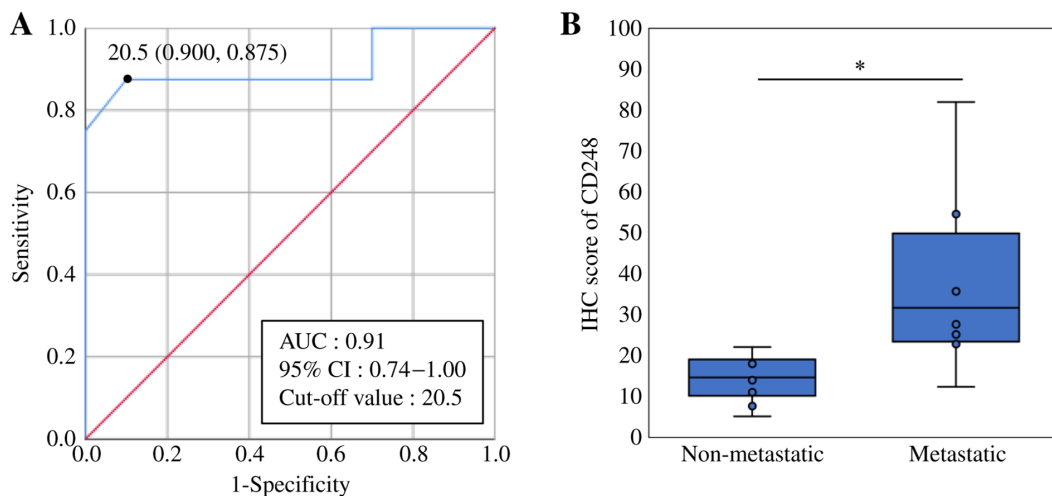 A
1.0
20.5 (0.900, 0.875)
0.8
0.6
0.4
0.2
0.0
Sensitivity
AUC : 0.91
95% CI : 0.74–1.00
Cut-off value : 20.5
0.0 0.2 0.4 0.6 0.8 1.0
1-Specificity
B
100
90
80
70
60
50
40
30
20
10
0
IHC score of CD248
*
Non-metastatic Metastatic